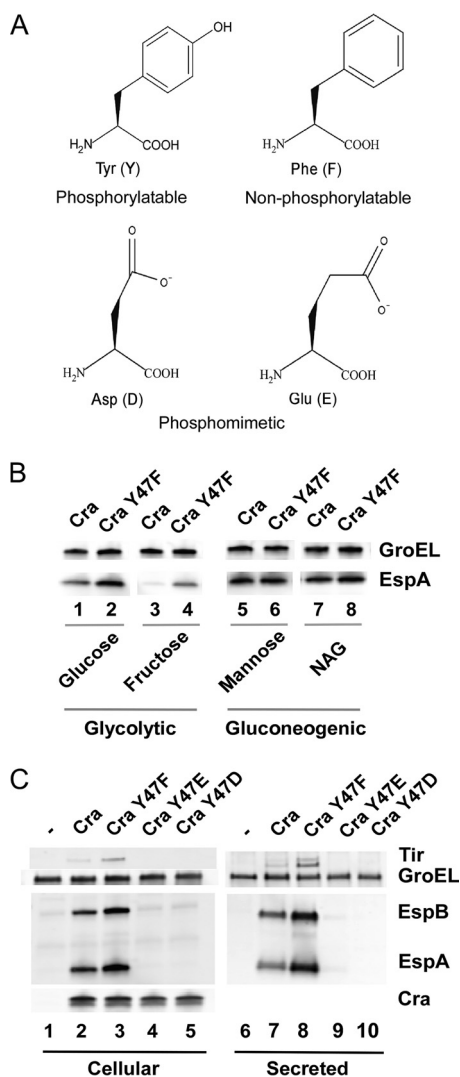 A
OH
H₂N COOH H₂N COOH
Tyr (Y) Phe (F)
Phosphorylatable Non-phosphorylatable
O O
O⁻
O⁻
H₂N COOH H₂N COOH
Asp (D) Glu (E)
Phosphomimetic
B
Cra Cra Y47F Cra Cra Y47F Cra Cra Y47F Cra Cra Y47F
GroEL
EspA
1 2 3 4 5 6 7 8
Glucose Fructose Mannose NAG
Glycolytic Gluconeogenic
C
- Cra Cra Y47F Cra Y47E Cra Y47D - Cra Cra Y47F Cra Y47E Cra Y47D
Tir
GroEL
EspB
EspA
Cra
1 2 3 4 5 6 7 8 9 10
Cellular Secreted